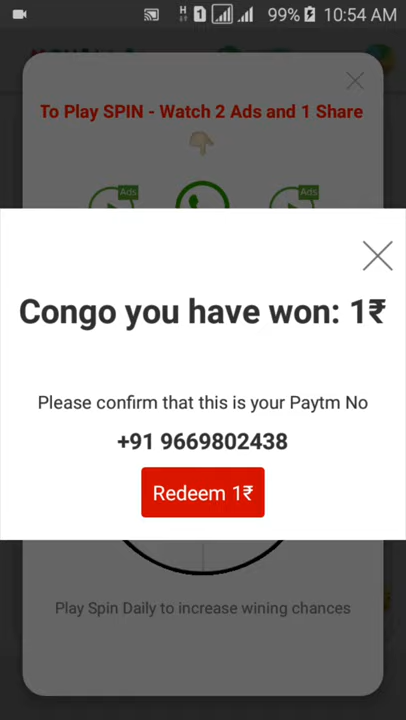 99% 10:54 AM
To Play SPIN - Watch 2 Ads and 1 Share
Ads
Ads
Congo you have won: 1₹
Please confirm that this is your Paytm No
+91 9669802438
Redeem 1₹
Play Spin Daily to increase wining chances